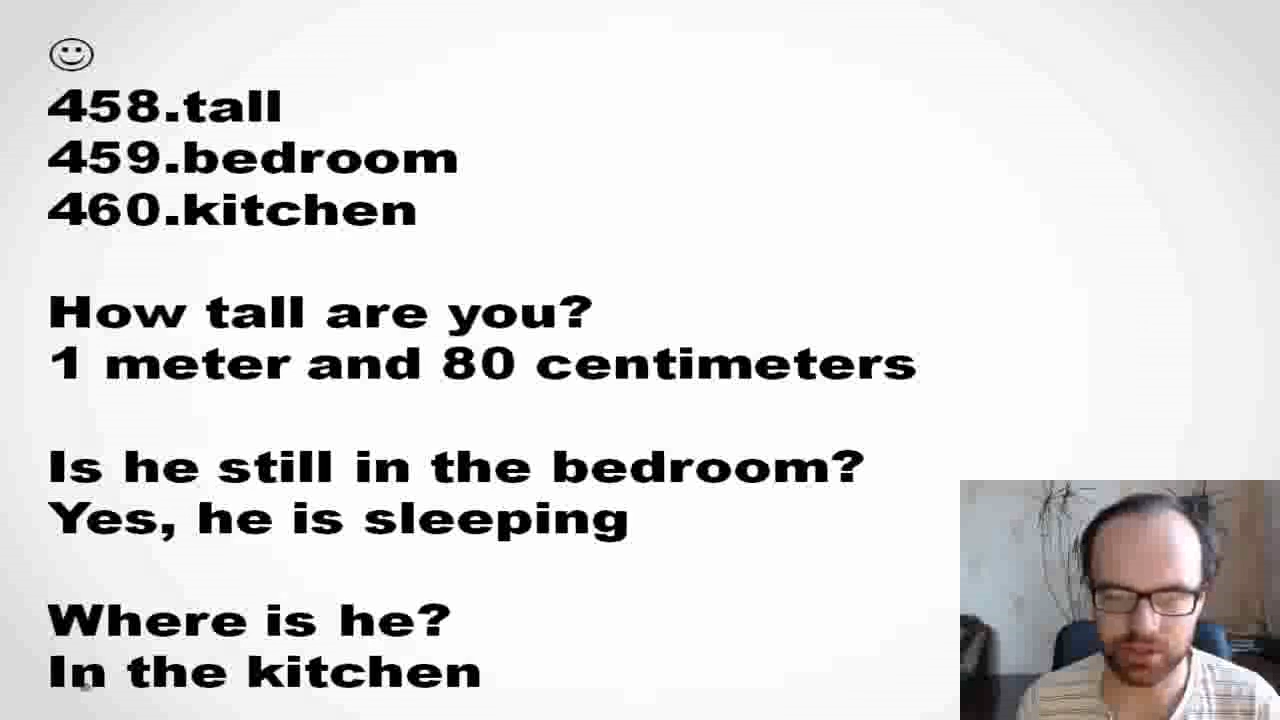 458.tall
459.bedroom
460.kitchen
How tall are you?
1 meter and 80 centimeters
Is he still in the bedroom?
Yes, he is sleeping
Where is he?
In the kitchen